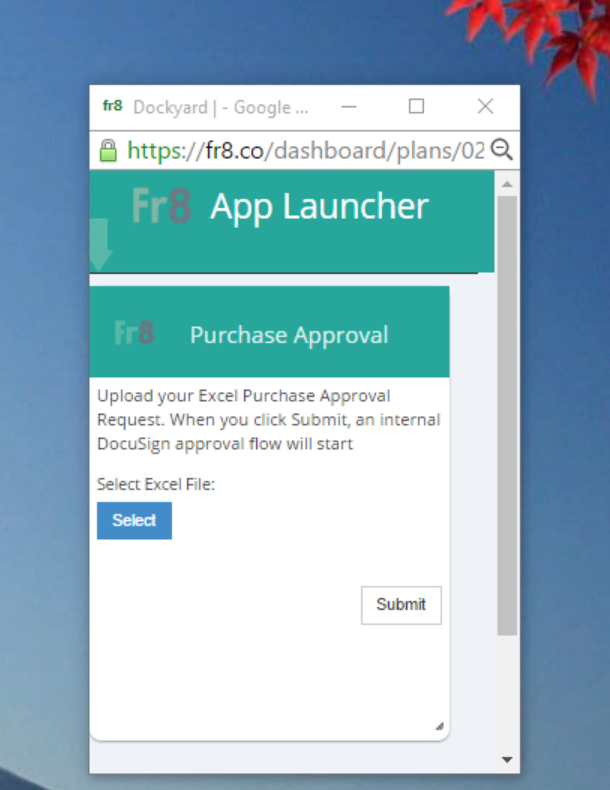 fr8 Dockyard | - Google ...
https://fr8.co/dashboard/plans/02
Fr8 App Launcher
Fr8 Purchase Approval
Upload your Excel Purchase Approval
Request. When you click Submit, an internal
DocuSign approval flow will start
Select Excel File:
Select
Submit